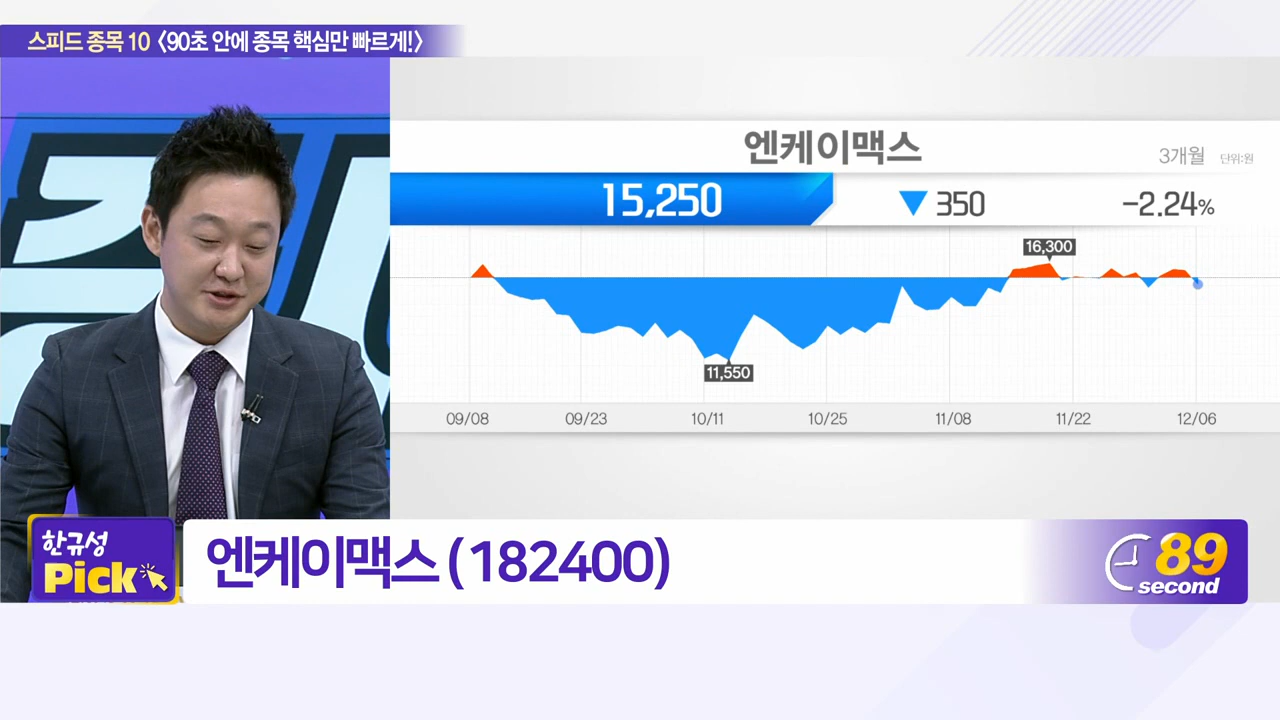 스피드 종목 10 〈90초 안에 종목 핵심만 빠르게!〉
엔케이맥스
3개월 단위:원
15,250 ▼ 350 -2.24%
16,300
11,550
09/08 09/23 10/11 10/25 11/08 11/22 12/06
한규성
Pick
엔케이맥스 (182400)
89
second